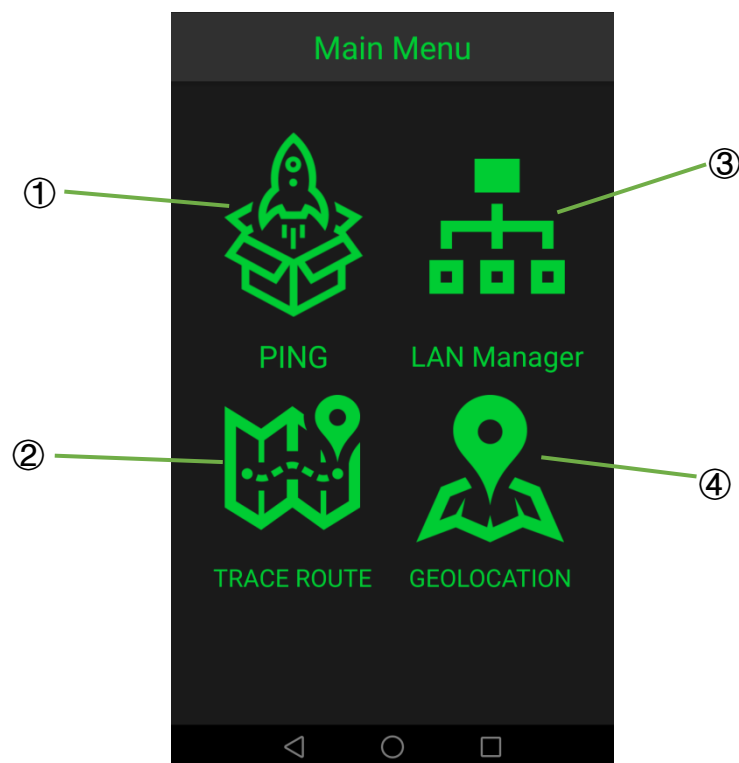 Main Menu
①
③
PING
LAN Manager
②
④
TRACE ROUTE
GEOLOCATION